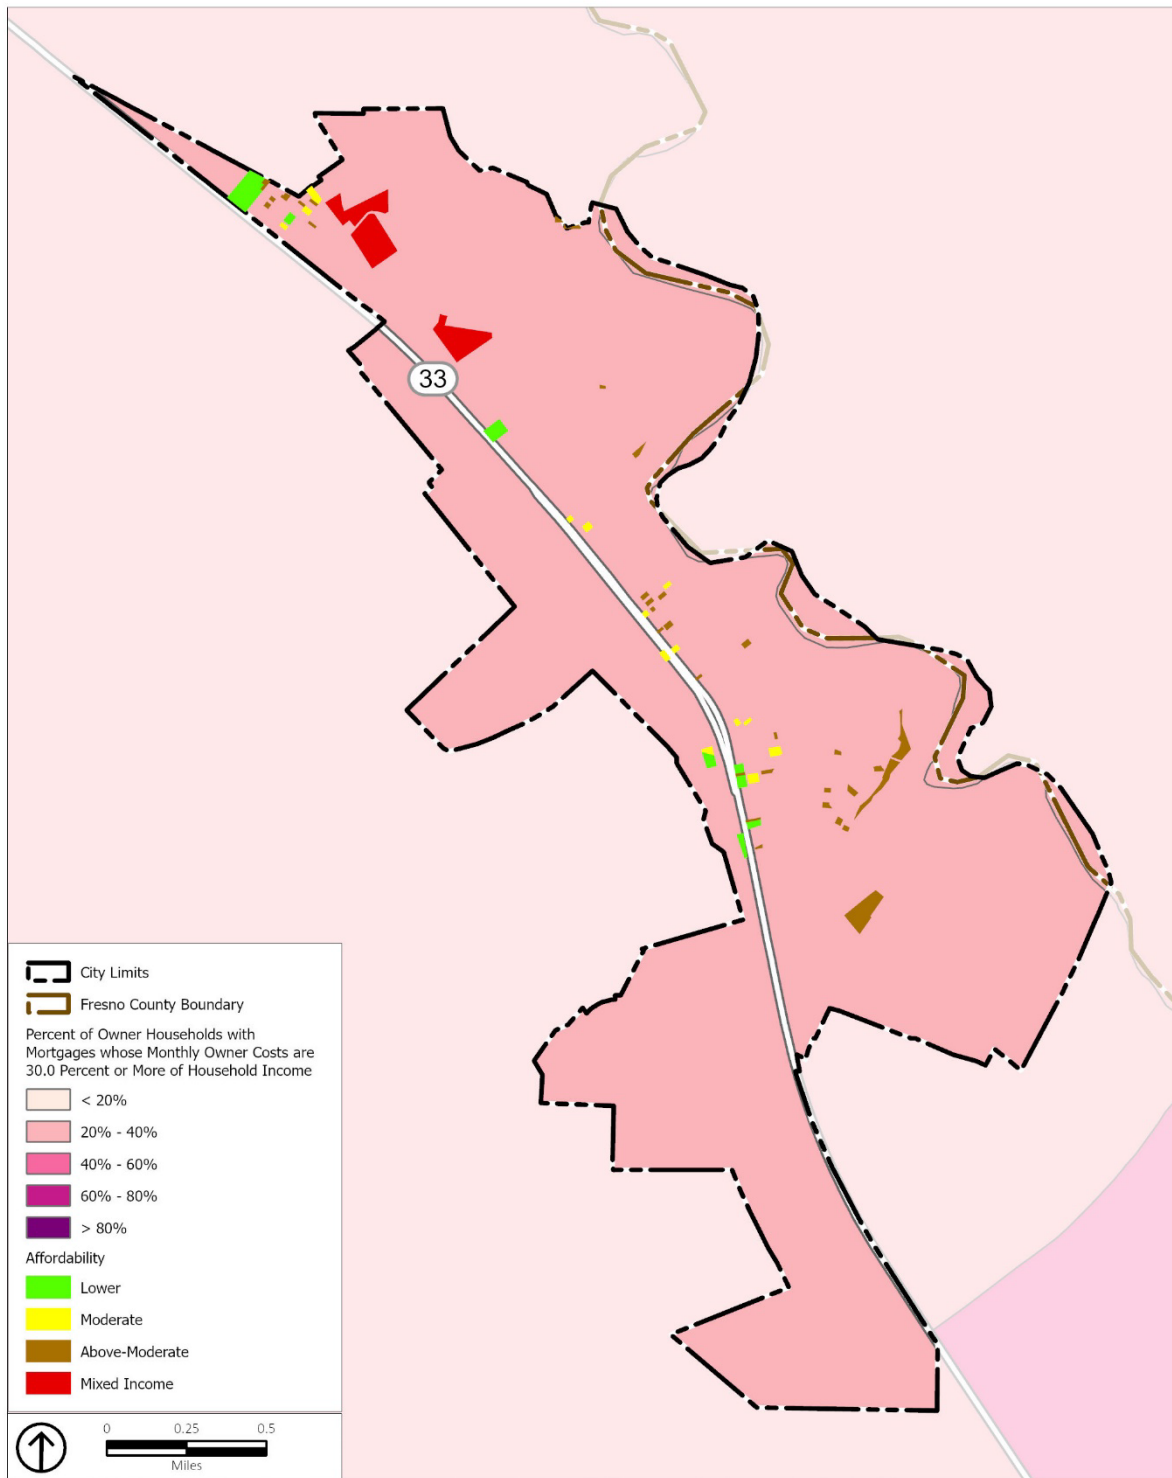 33
City Limits
Fresno County Boundary
Percent of Owner Households with
Mortgages whose Monthly Owner Costs are
30.0 Percent or More of Household Income
< 20%
20% - 40%
40% - 60%
60% - 80%
> 80%
Affordability
Lower
Moderate
Above-Moderate
Mixed Income
0 0.25 0.5
Miles